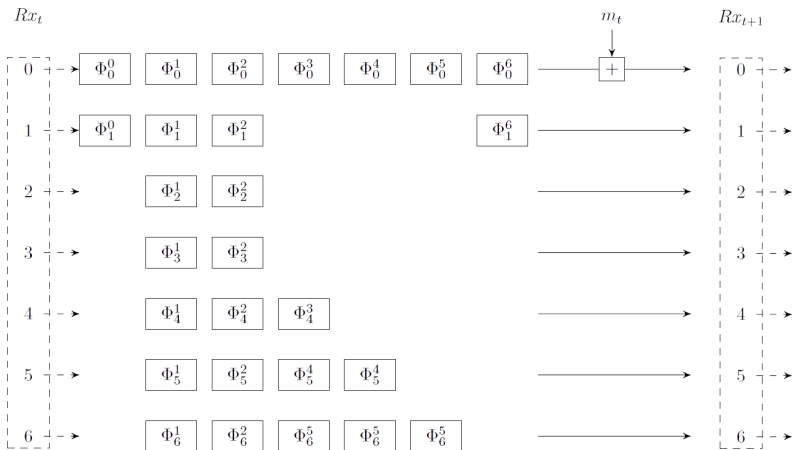 Rx_t m_t Rx_{t+1}
0 Φ_0^0 Φ_0^1 Φ_0^2 Φ_0^3 Φ_0^4 Φ_0^5 Φ_0^6 + 0
1 Φ_1^0 Φ_1^1 Φ_1^2 Φ_1^6 1
2 Φ_2^1 Φ_2^2 2
3 Φ_3^1 Φ_3^2 3
4 Φ_4^1 Φ_4^2 Φ_4^3 4
5 Φ_5^1 Φ_5^2 Φ_5^4 Φ_5^4 5
6 Φ_6^1 Φ_6^2 Φ_6^5 Φ_6^5 Φ_6^5 6